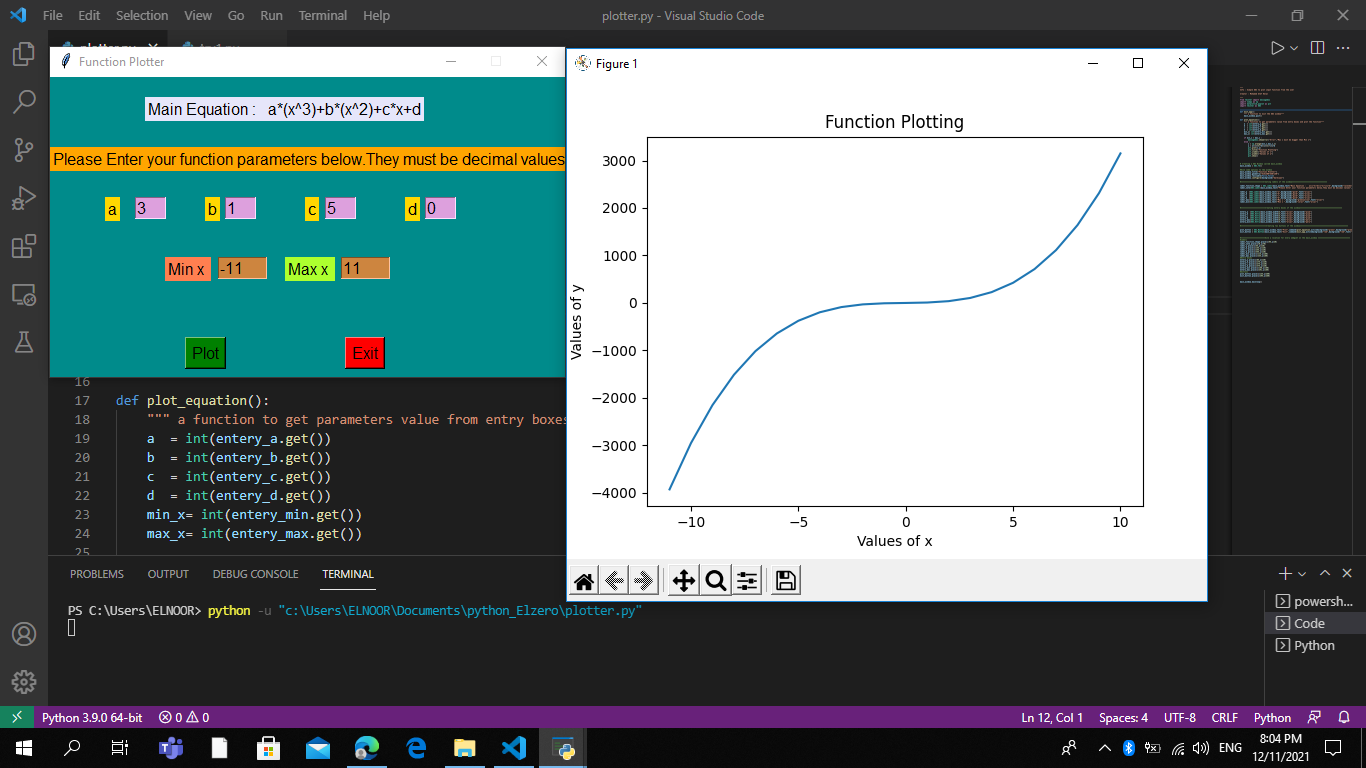 File Edit Selection View Go Run Terminal Help
plotter.py - Visual Studio Code
Function Plotter
Main Equation : a*(x^3)+b*(x^2)+c*x+d
Please Enter your function parameters below.They must be decimal values
a 3 b 1 c 5 d 0
Min x -11 Max x 11
Plot Exit
Figure 1
Function Plotting
3000
2000
1000
0
−1000
−2000
−3000
−4000
Values of y
−10 −5 0 5 10
Values of x
16
17 def plot_equation():
18 """ a function to get parameters value from entry boxes
19 a = int(entery_a.get())
20 b = int(entery_b.get())
21 c = int(entery_c.get())
22 d = int(entery_d.get())
23 min_x= int(entery_min.get())
24 max_x= int(entery_max.get())
25
PROBLEMS OUTPUT DEBUG CONSOLE TERMINAL
PS C:\Users\ELNOOR> python -u "c:\Users\ELNOOR\Documents\python_Elzero\plotter.py"
powersh...
Code
Python
Python 3.9.0 64-bit 0 0 Ln 12, Col 1 Spaces: 4 UTF-8 CRLF Python
ENG 8:04 PM
12/11/2021